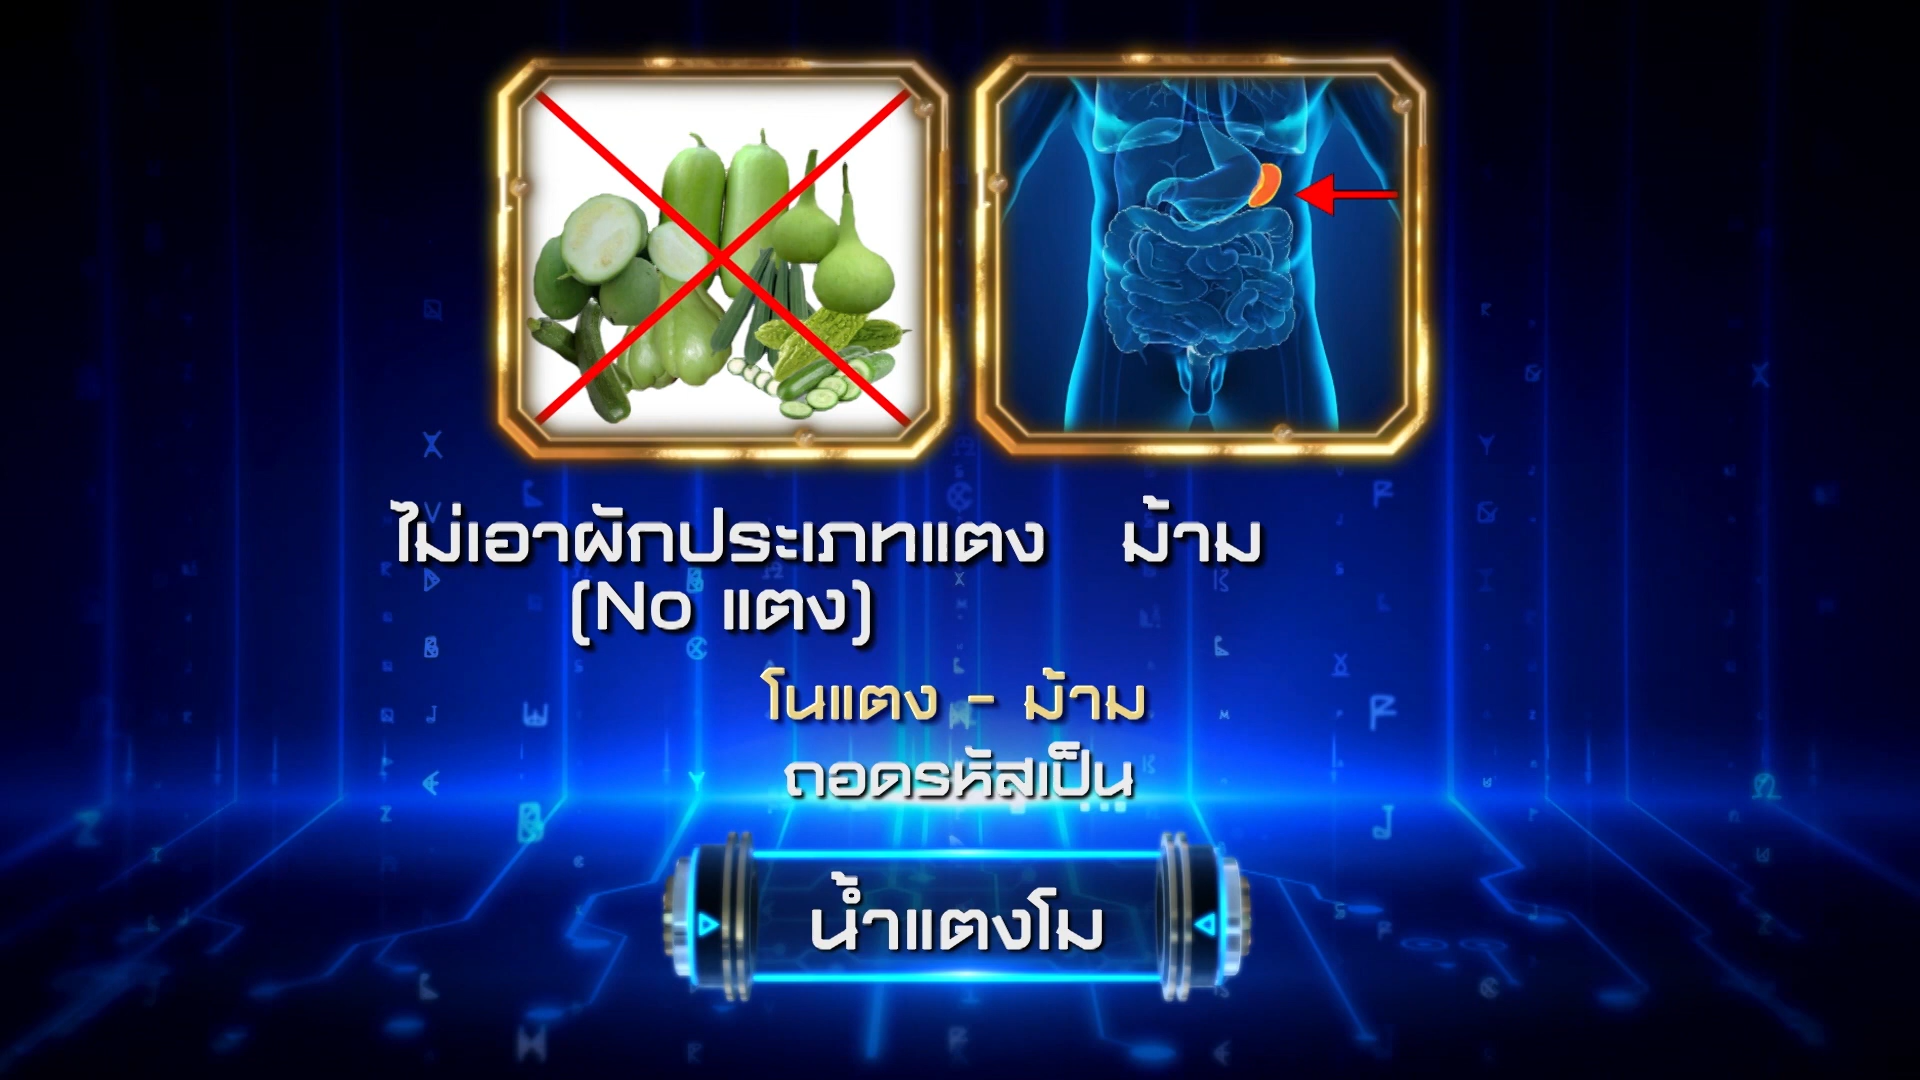 ไม่เอาผักประเภทแตง ม้าม
(No แตง)
โนแตง - ม้าม
ถอดรหัสเป็น...
น้ำแตงโม